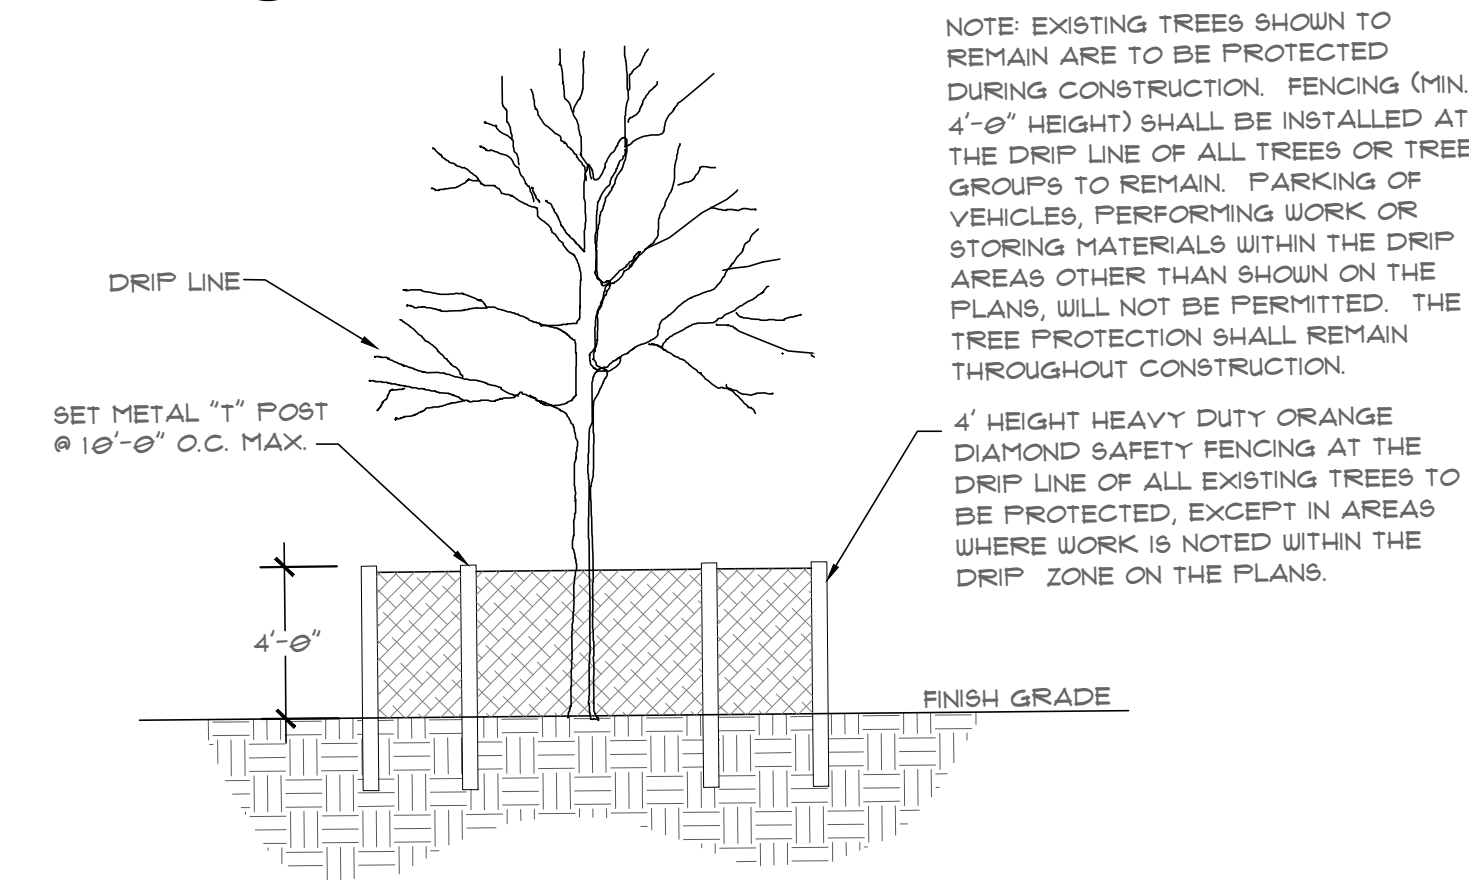 NOTE: EXISTING TREES SHOWN TO
REMAIN ARE TO BE PROTECTED
DURING CONSTRUCTION. FENCING (MIN.
4'-0" HEIGHT) SHALL BE INSTALLED AT
THE DRIP LINE OF ALL TREES OR TREE
GROUPS TO REMAIN. PARKING OF
VEHICLES, PERFORMING WORK OR
STORING MATERIALS WITHIN THE DRIP
AREAS OTHER THAN SHOWN ON THE
PLANS, WILL NOT BE PERMITTED. THE
TREE PROTECTION SHALL REMAIN
THROUGHOUT CONSTRUCTION.
DRIP LINE
SET METAL "T" POST
@ 10'-0" O.C. MAX.
4' HEIGHT HEAVY DUTY ORANGE
DIAMOND SAFETY FENCING AT THE
DRIP LINE OF ALL EXISTING TREES TO
BE PROTECTED, EXCEPT IN AREAS
WHERE WORK IS NOTED WITHIN THE
DRIP ZONE ON THE PLANS.
4'-0"
FINISH GRADE